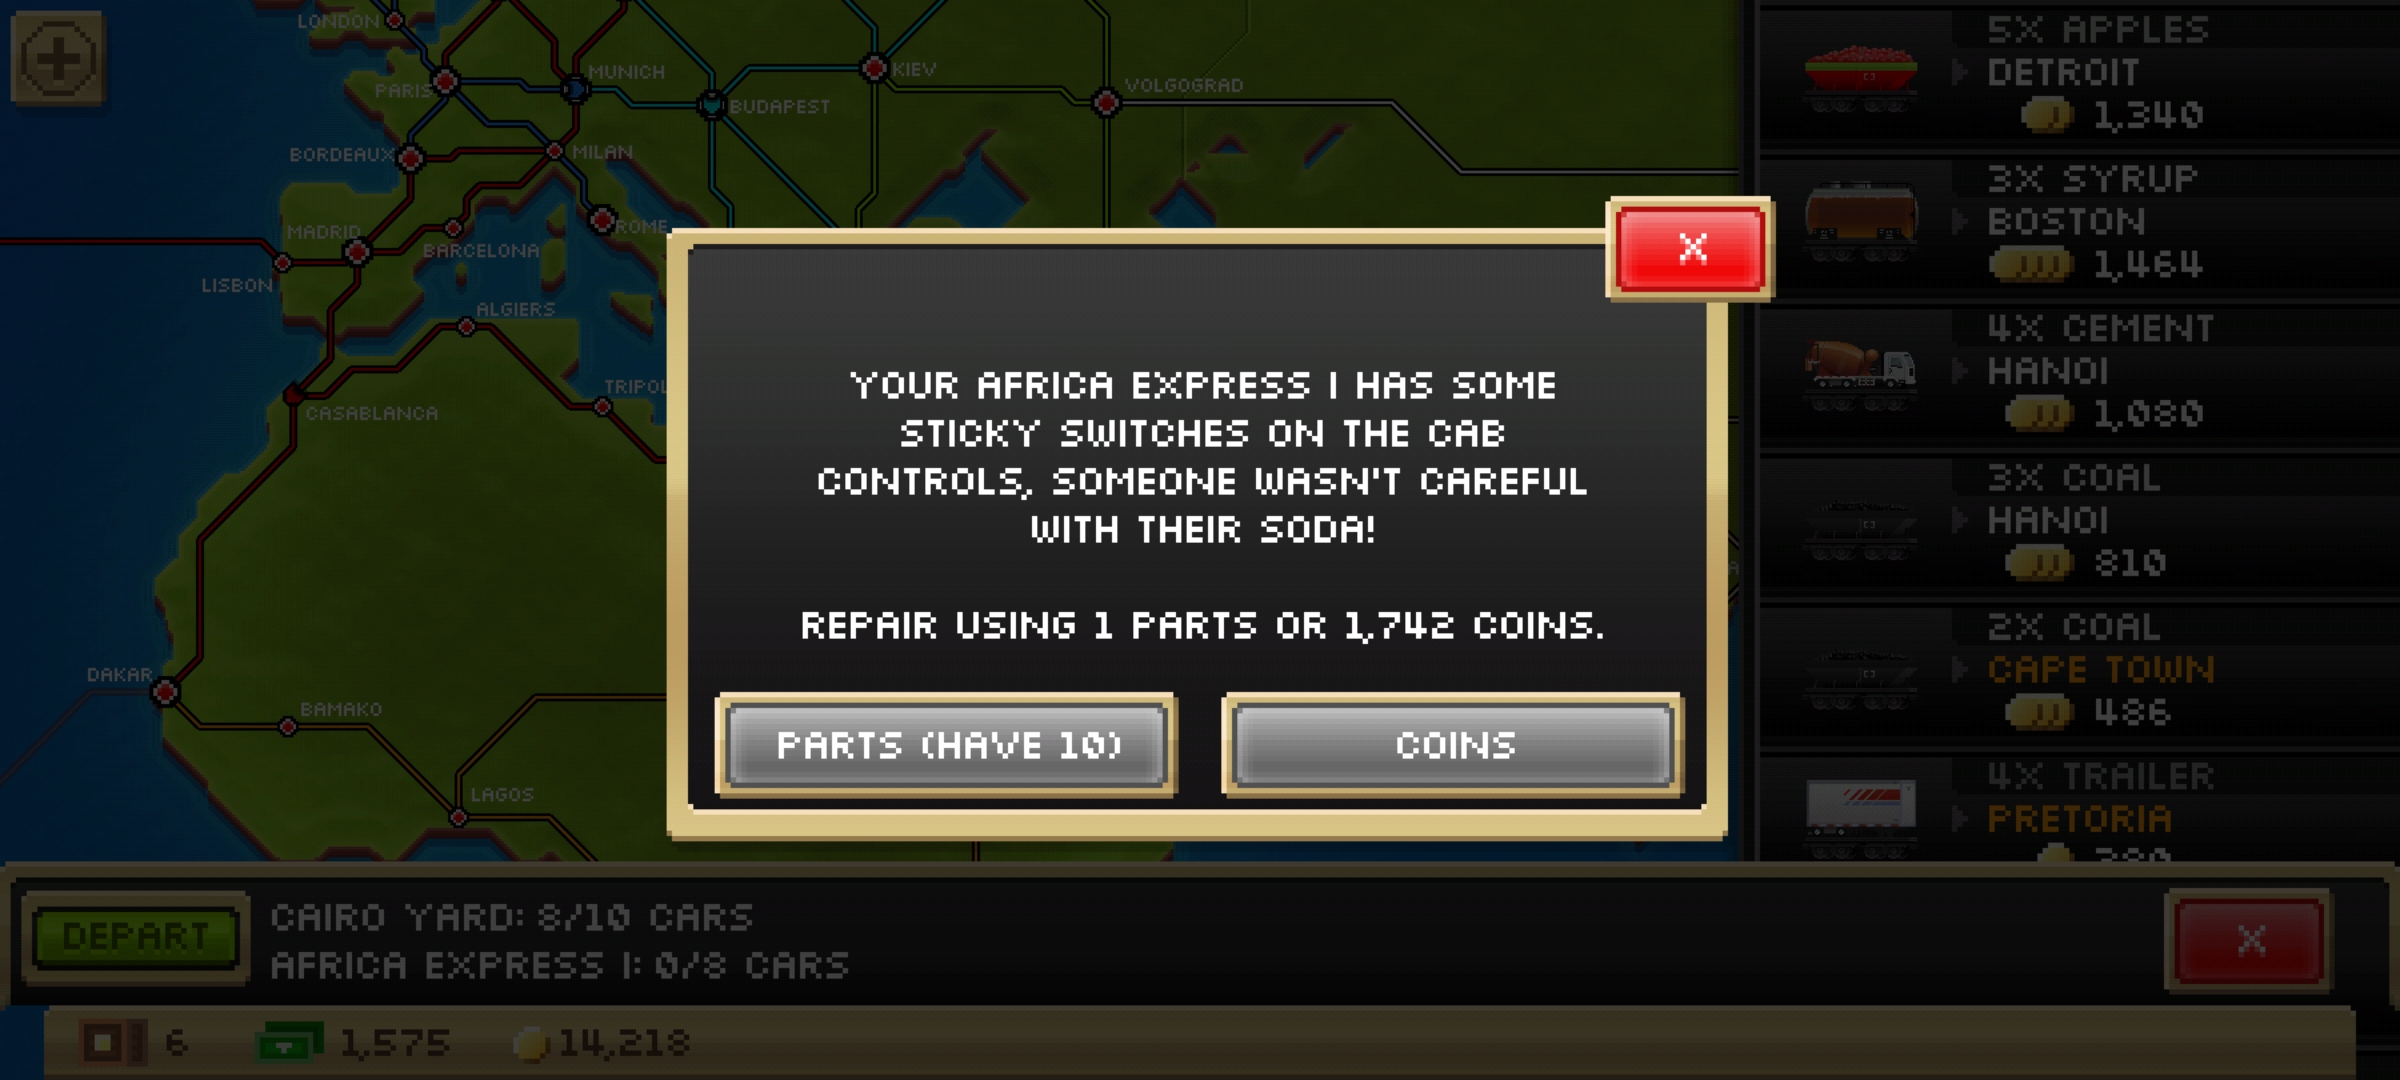 LONDON
PARIS
MUNICH
BUDAPEST
KIEV
VOLGOGRAD
BORDEAUX
MILAN
MADRID
BARCELONA
ROME
LISBON
ALGIERS
CASABLANCA
DAKAR
BAMAKO
LAGOS
X
YOUR AFRICA EXPRESS I HAS SOME
STICKY SWITCHES ON THE CAB
CONTROLS, SOMEONE WASN'T CAREFUL
WITH THEIR SODA!
REPAIR USING 1 PARTS OR 1,742 COINS.
PARTS (HAVE 10)
COINS
5X APPLES
DETROIT
1,340
3X SYRUP
BOSTON
1,464
4X CEMENT
HANOI
1,080
3X COAL
HANOI
810
2X COAL
CAPE TOWN
486
4X TRAILER
PRETORIA
DEPART
CAIRO YARD: 8/10 CARS
AFRICA EXPRESS I: 0/8 CARS
X
6
1,575
14,218